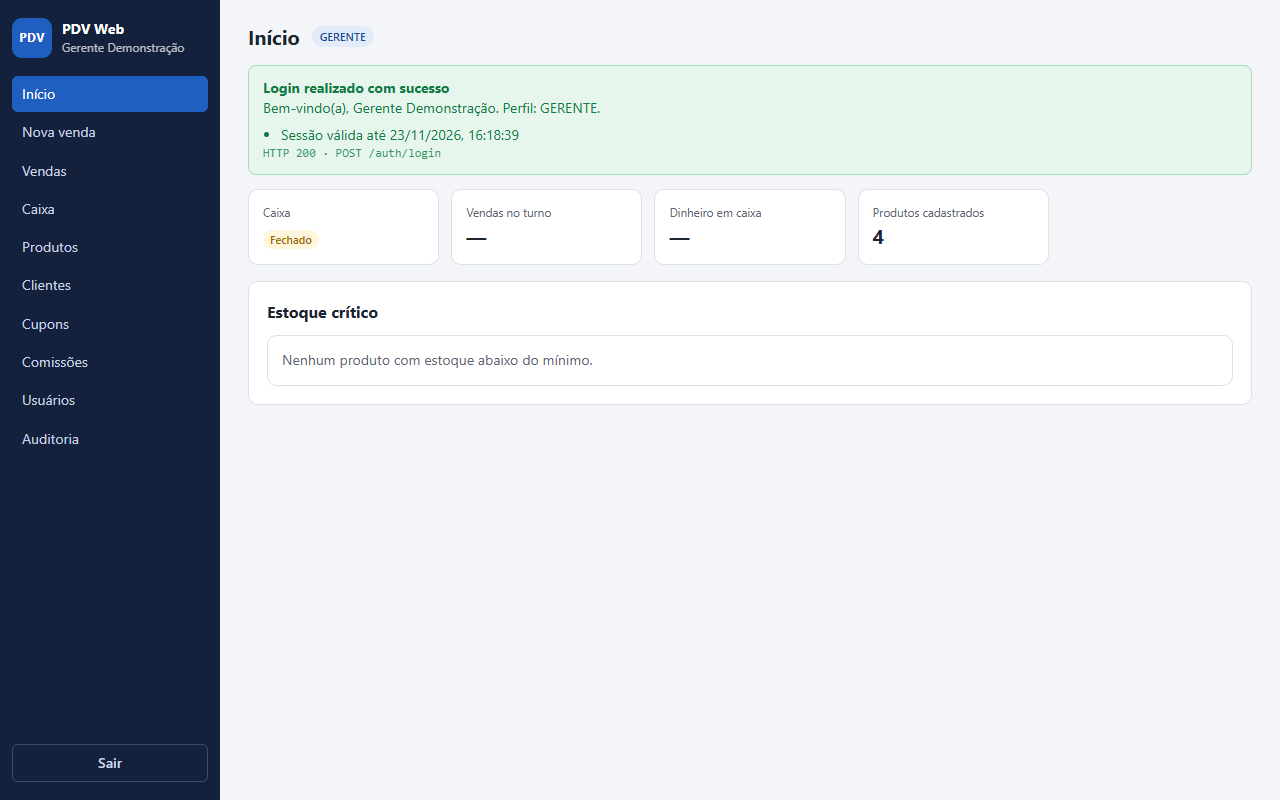 PDV
PDV Web
Gerente Demonstração
Início
Nova venda
Vendas
Caixa
Produtos
Clientes
Cupons
Comissões
Usuários
Auditoria
Sair
Início
GERENTE
Login realizado com sucesso
Bem-vindo(a), Gerente Demonstração. Perfil: GERENTE.
• Sessão válida até 23/11/2026, 16:18:39
HTTP 200 · POST /auth/login
Caixa
Fechado
Vendas no turno
—
Dinheiro em caixa
—
Produtos cadastrados
4
Estoque crítico
Nenhum produto com estoque abaixo do mínimo.